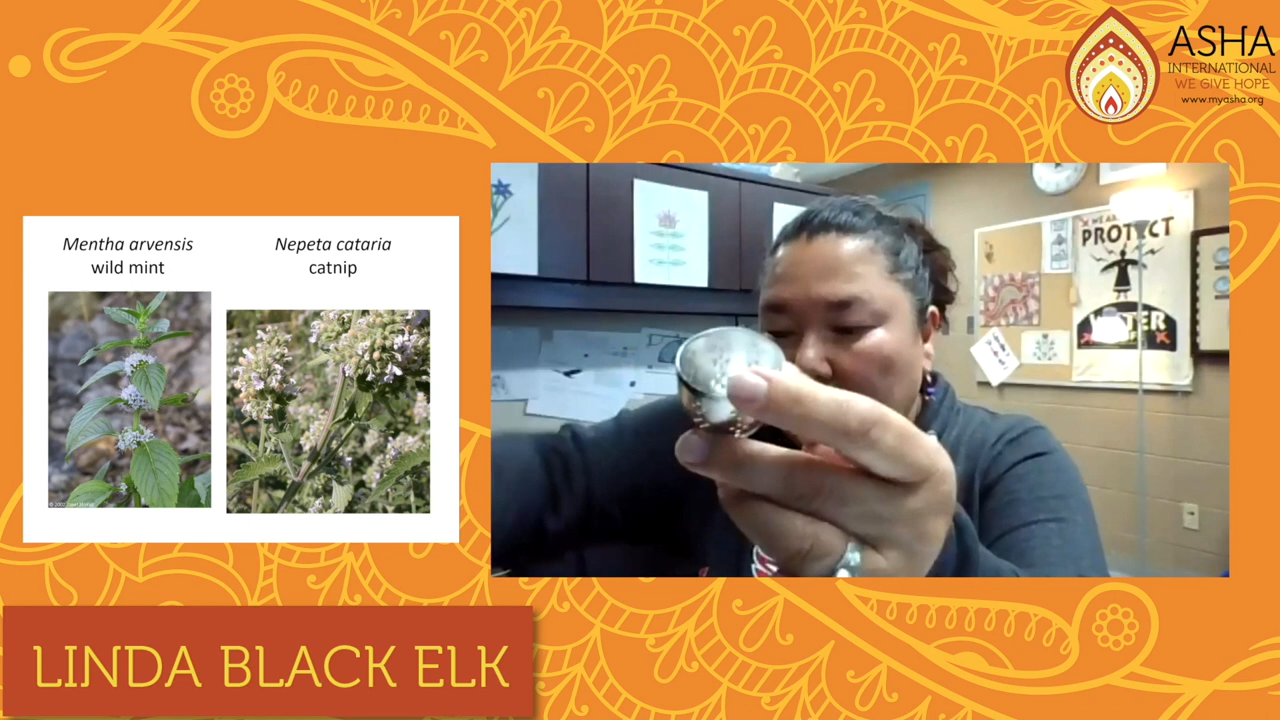 ASHA
INTERNATIONAL
WE GIVE HOPE
www.myasha.org
Mentha arvensis
wild mint
Nepeta cataria
catnip
PROTECT
LINDA BLACK ELK